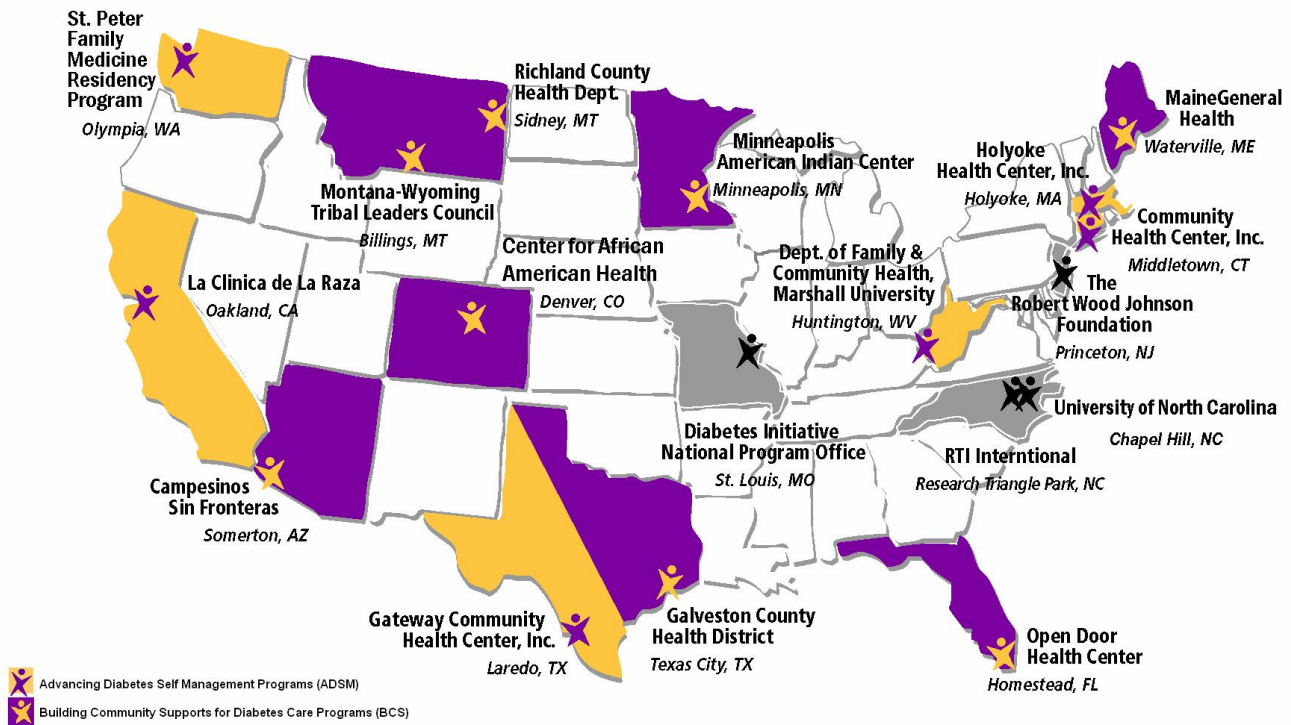 St. Peter
Family
Medicine
Residency
Program
Olympia, WA
Richland County
Health Dept.
Sidney, MT
Montana-Wyoming
Tribal Leaders Council
Billings, MT
Minneapolis
American Indian Center
Minneapolis, MN
MaineGeneral
Health
Waterville, ME
Holyoke
Health Center, Inc.
Holyoke, MA
Community
Health Center, Inc.
Middletown, CT
La Clinica de La Raza
Oakland, CA
Center for African
American Health
Denver, CO
Dept. of Family &
Community Health,
Marshall University
Huntington, WV
The
Robert Wood Johnson
Foundation
Princeton, NJ
University of North Carolina
Chapel Hill, NC
RTI Interntional
Research Triangle Park, NC
Diabetes Initiative
National Program Office
St. Louis, MO
Campesinos
Sin Fronteras
Somerton, AZ
Gateway Community
Health Center, Inc.
Laredo, TX
Galveston County
Health District
Texas City, TX
Open Door
Health Center
Homestead, FL
Advancing Diabetes Self Management Programs (ADSM)
Building Community Supports for Diabetes Care Programs (BCS)